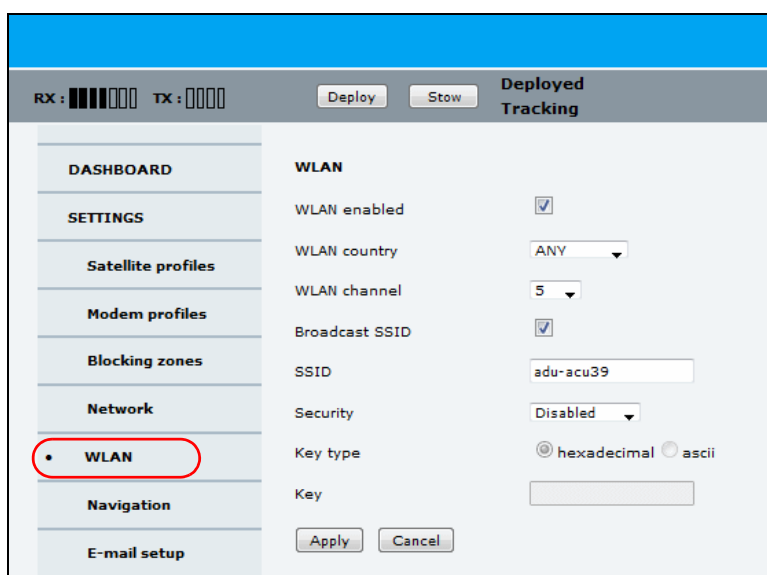 RX : TX : Deploy Stow Deployed
Tracking
DASHBOARD
SETTINGS
Satellite profiles
Modem profiles
Blocking zones
Network
• WLAN
Navigation
E-mail setup
WLAN
WLAN enabled
WLAN country ANY
WLAN channel 5
Broadcast SSID
SSID adu-acu39
Security Disabled
Key type hexadecimal ascii
Key
Apply Cancel